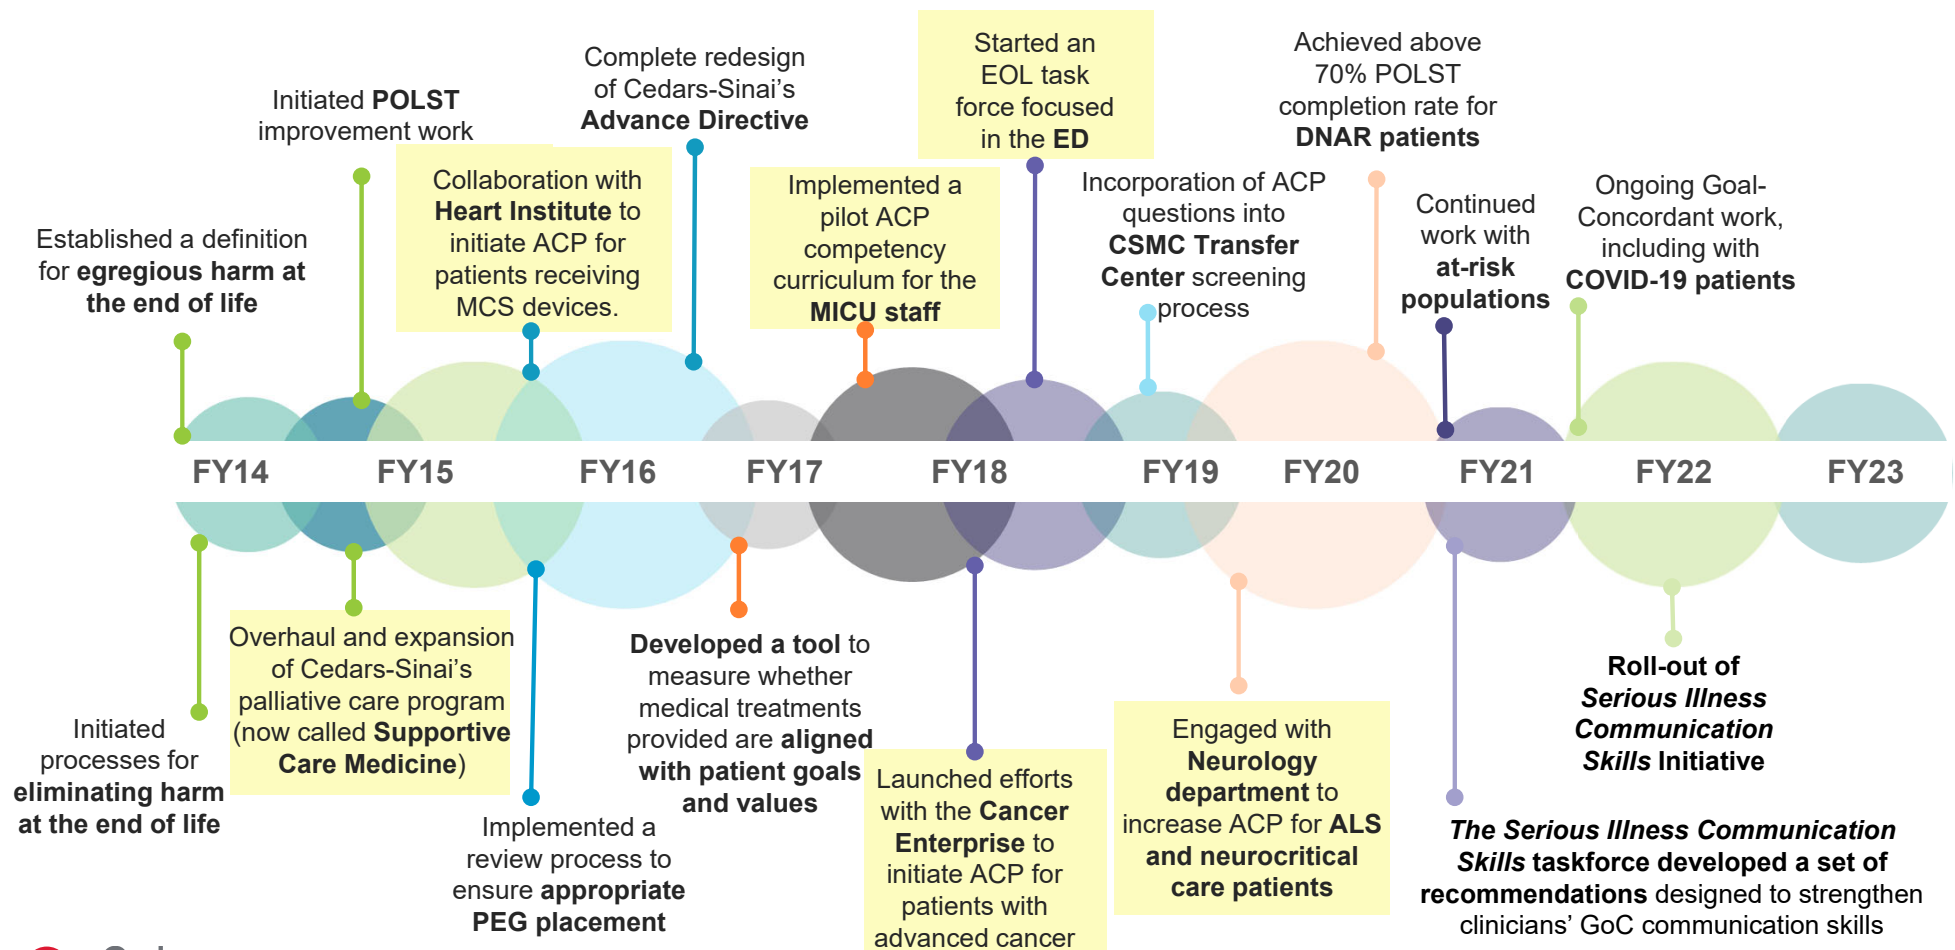 Established a definition
for egregious harm at
the end of life
Initiated POLST
improvement work
Collaboration with
Heart Institute to
initiate ACP for
patients receiving
MCS devices.
Complete redesign
of Cedars-Sinai's
Advance Directive
Implemented a
pilot ACP
competency
curriculum for the
MICU staff
Started an
EOL task
force focused
in the ED
Incorporation of ACP
questions into
CSMC Transfer
Center screening
process
Achieved above
70% POLST
completion rate for
DNAR patients
Continued
work with
at-risk
populations
Ongoing Goal-
Concordant work,
including with
COVID-19 patients
FY14
FY15
FY16
FY17
FY18
FY19
FY20
FY21
FY22
FY23
Initiated
processes for
eliminating harm
at the end of life
Overhaul and expansion
of Cedars-Sinai's
palliative care program
(now called Supportive
Care Medicine)
Implemented a
review process to
ensure appropriate
PEG placement
Developed a tool to
measure whether
medical treatments
provided are aligned
with patient goals
and values
Launched efforts
with the Cancer
Enterprise to
initiate ACP for
patients with
advanced cancer
Engaged with
Neurology
department to
increase ACP for ALS
and neurocritical
care patients
The Serious Illness Communication
Skills taskforce developed a set of
recommendations designed to strengthen
clinicians' GoC communication skills
Roll-out of
Serious Illness
Communication
Skills Initiative